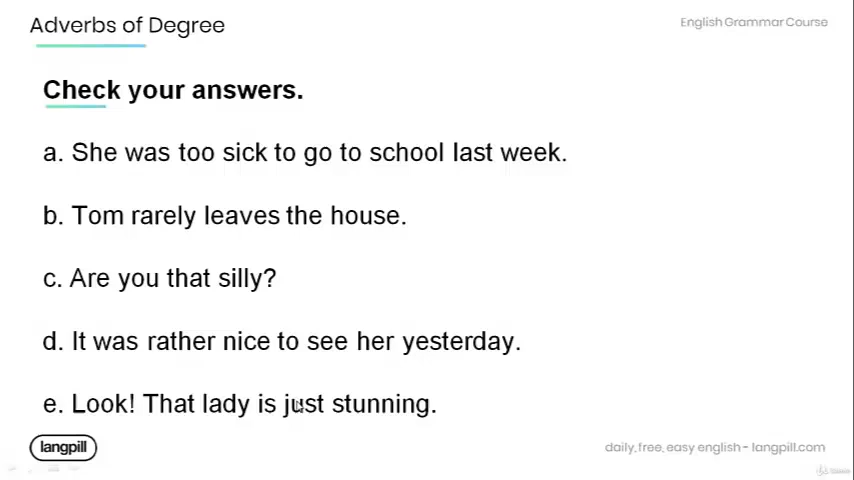 Adverbs of Degree
English Grammar Course
Check your answers.
a. She was too sick to go to school last week.
b. Tom rarely leaves the house.
c. Are you that silly?
d. It was rather nice to see her yesterday.
e. Look! That lady is just stunning.
langpill
daily, free, easy english - langpill.com